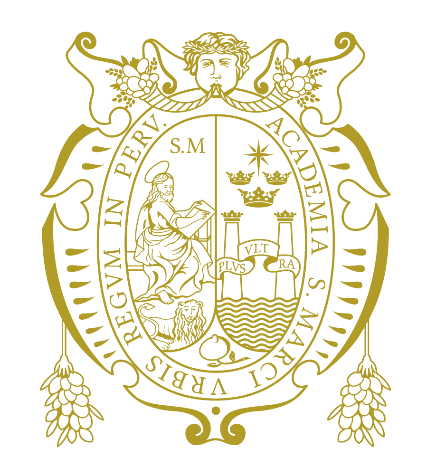 ACADEMIA S. MARCI VRBIS REGVM IN PERV.
S.M
PLVS VLT RA